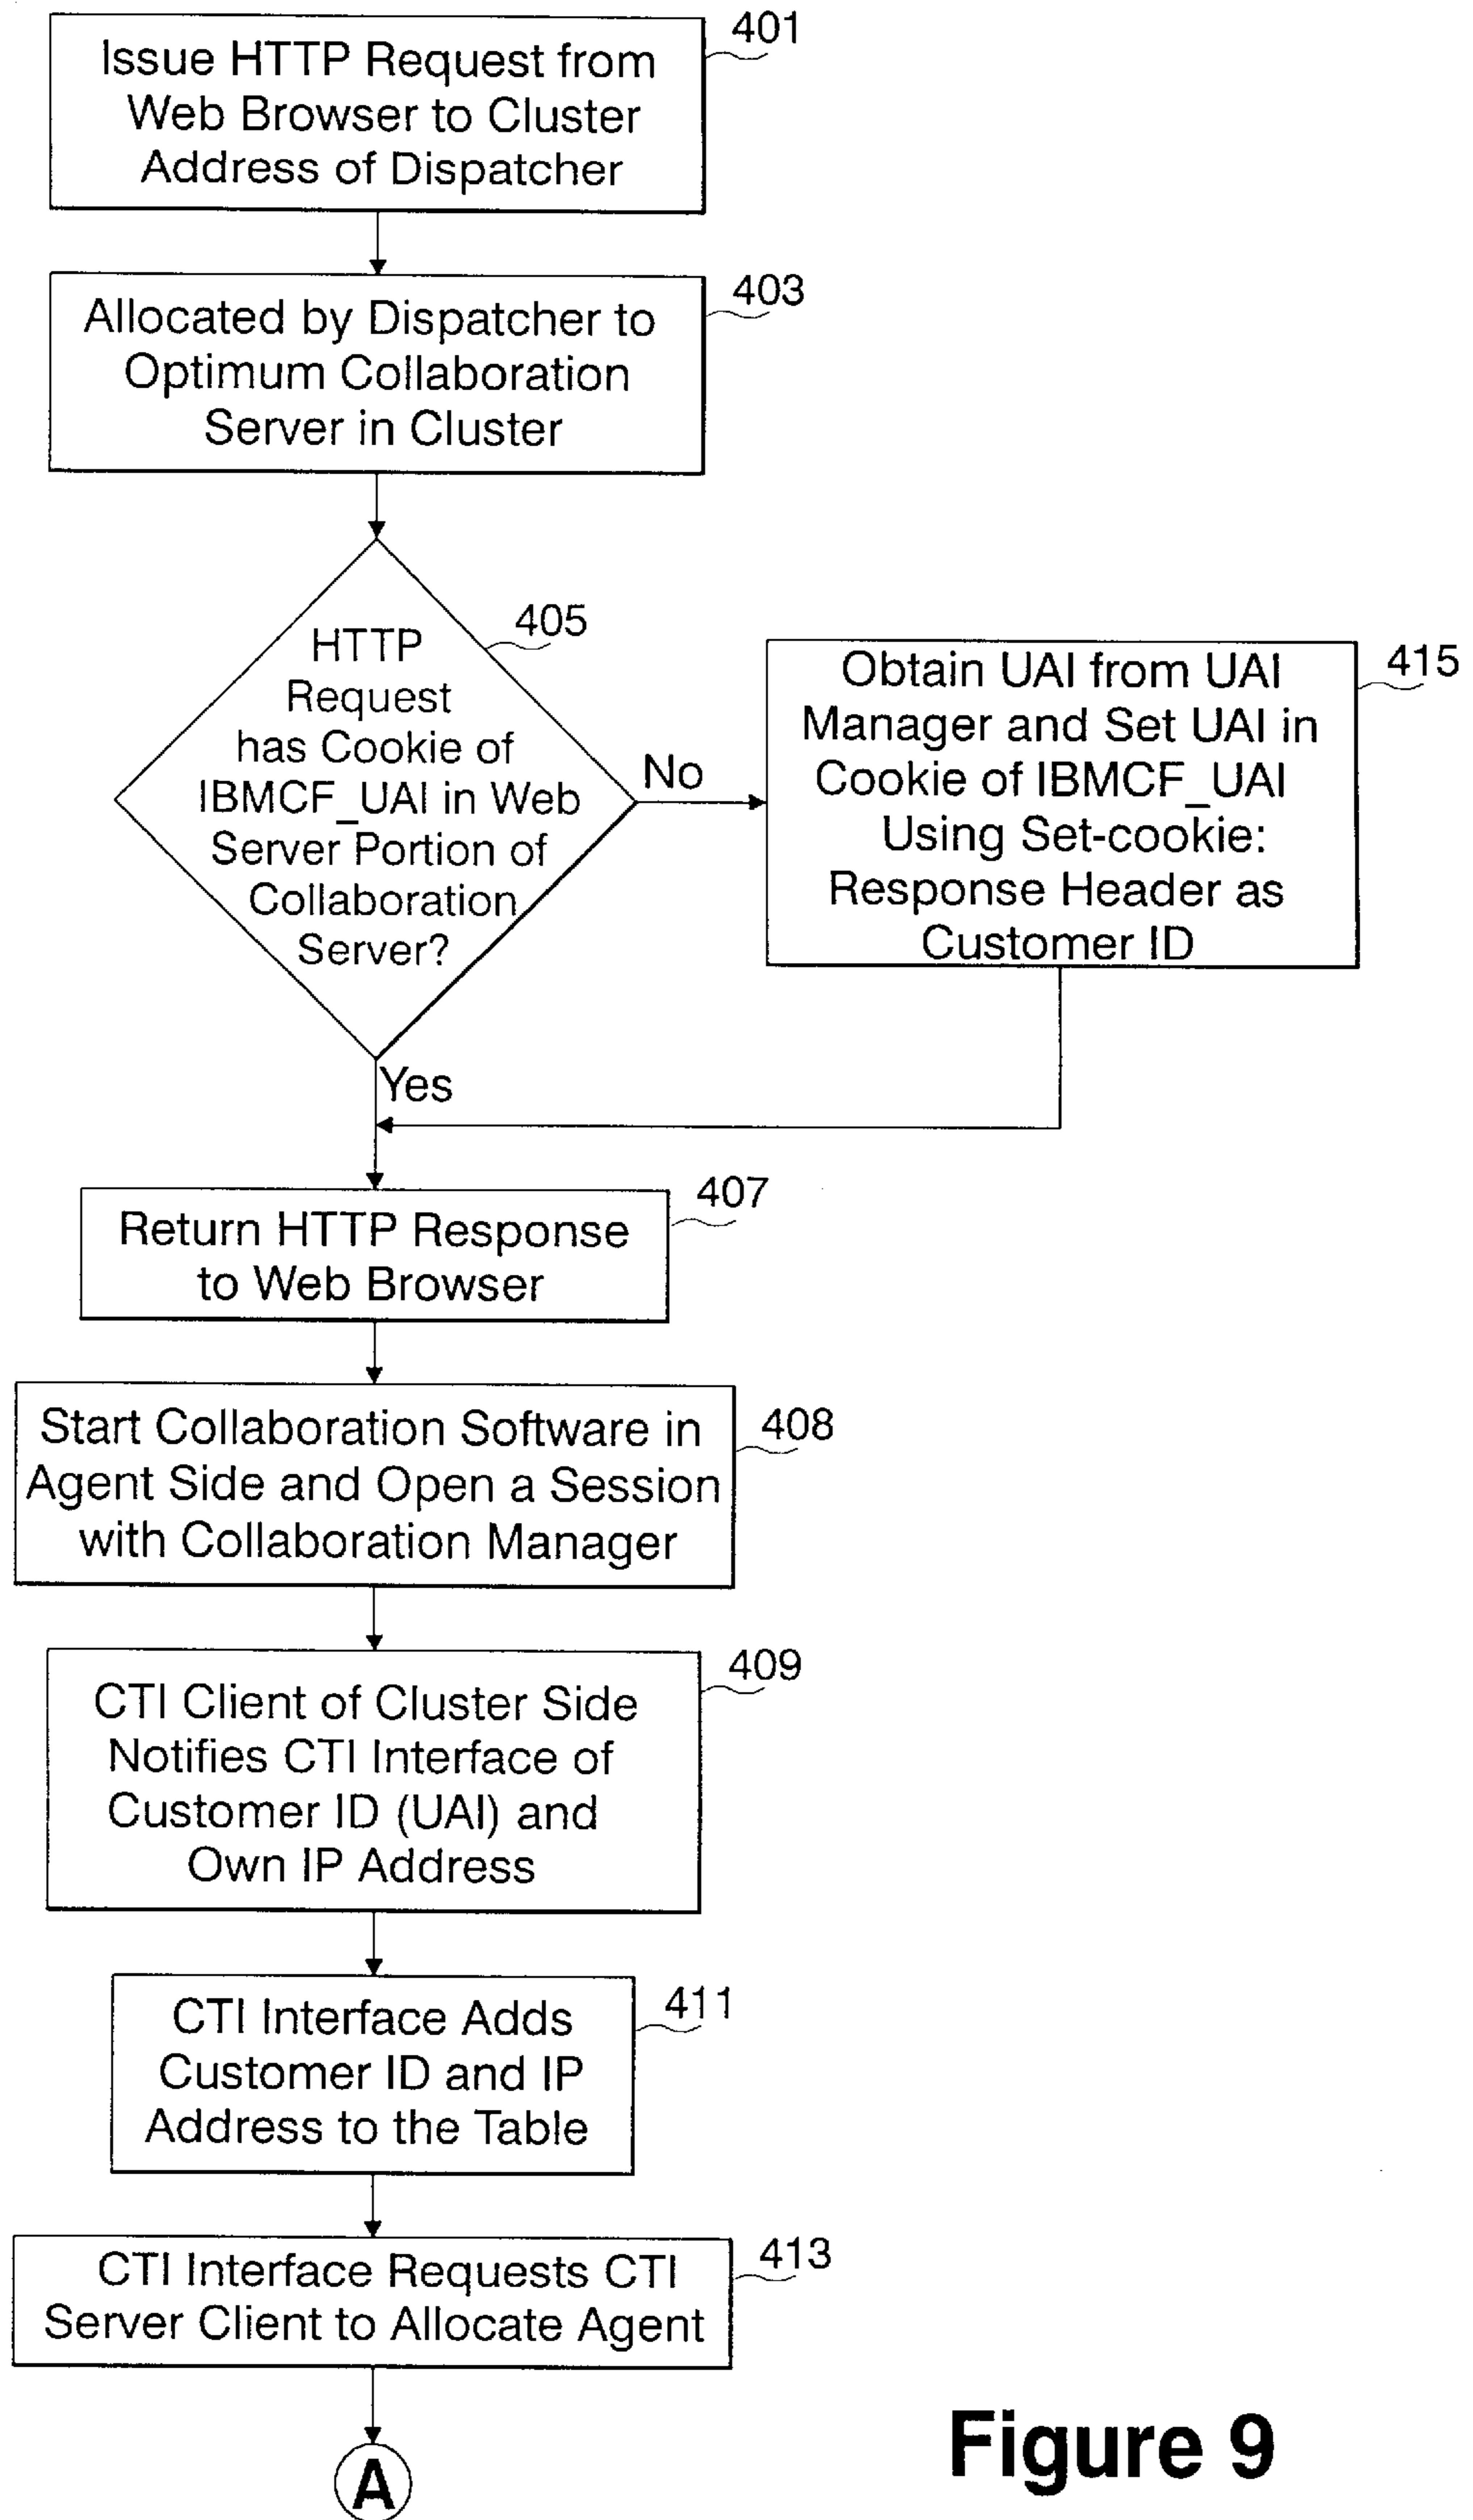 401
Issue HTTP Request from
Web Browser to Cluster
Address of Dispatcher
403
Allocated by Dispatcher to
Optimum Collaboration
Server in Cluster
405
HTTP
Request
has Cookie of
IBMCF_UAI in Web
Server Portion of
Collaboration
Server?
No
415
Obtain UAI from UAI
Manager and Set UAI in
Cookie of IBMCF_UAI
Using Set-cookie:
Response Header as
Customer ID
Yes
407
Return HTTP Response
to Web Browser
408
Start Collaboration Software in
Agent Side and Open a Session
with Collaboration Manager
409
CTI Client of Cluster Side
Notifies CTI Interface of
Customer ID (UAI) and
Own IP Address
411
CTI Interface Adds
Customer ID and IP
Address to the Table
413
CTI Interface Requests CTI
Server Client to Allocate Agent
A
Figure 9